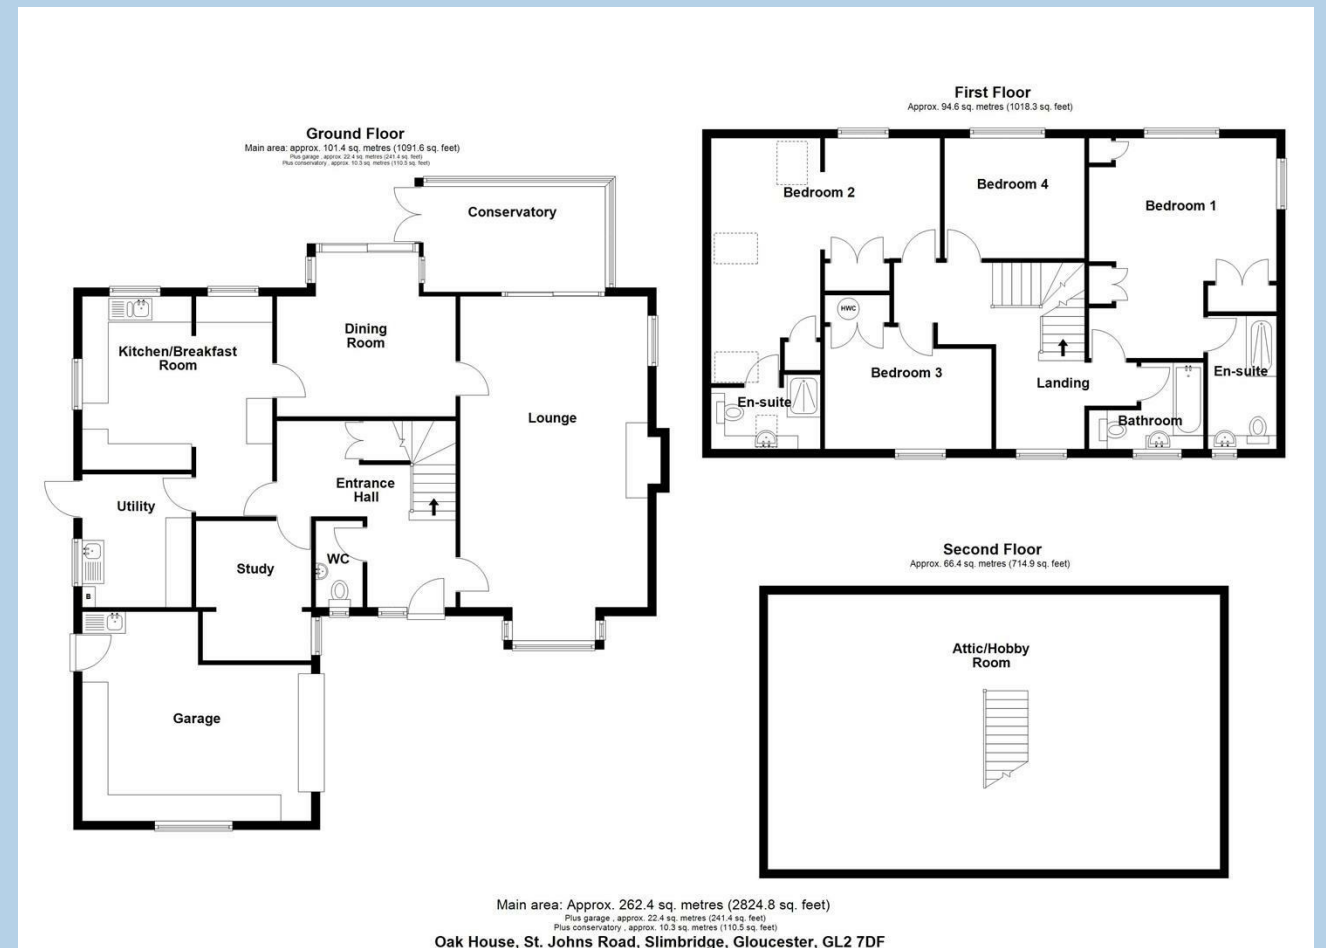 Ground Floor
Main area: approx. 101.4 sq. metres (1091.6 sq. feet)
Plus garage , approx. 22.4 sq. metres (241.4 sq. feet)
Plus conservatory , approx. 10.3 sq. metres (110.5 sq. feet)
Conservatory
Dining
Room
Kitchen/Breakfast
Room
Lounge
Entrance
Hall
Utility
WC
Study
B
Garage
First Floor
Approx. 94.6 sq. metres (1018.3 sq. feet)
Bedroom 2
Bedroom 4
Bedroom 1
HWC
Bedroom 3
Landing
En-suite
En-suite
Bathroom
Second Floor
Approx. 66.4 sq. metres (714.9 sq. feet)
Attic/Hobby
Room
Main area: Approx. 262.4 sq. metres (2824.8 sq. feet)
Plus garage , approx. 22.4 sq. metres (241.4 sq. feet)
Plus conservatory , approx. 10.3 sq. metres (110.5 sq. feet)
Oak House, St. Johns Road, Slimbridge, Gloucester, GL2 7DF